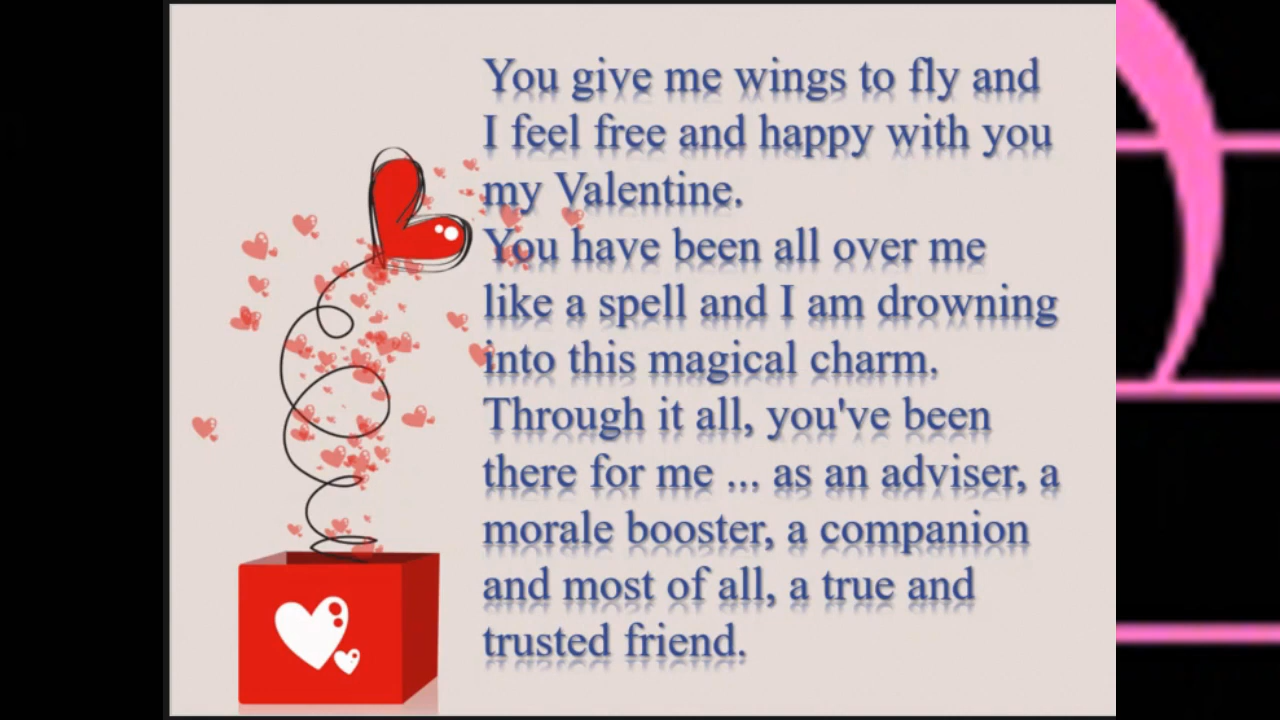 You give me wings to fly and
I feel free and happy with you
my Valentine.
You have been all over me
like a spell and I am drowning
into this magical charm.
Through it all, you've been
there for me ... as an adviser, a
morale booster, a companion
and most of all, a true and
trusted friend.